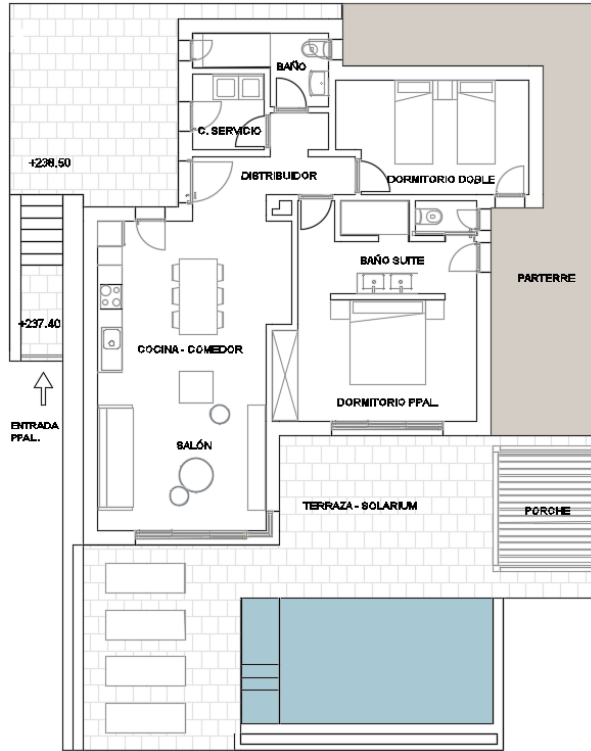 BAÑO
C. SERVICIO
+238.50
DISTRIBUIDOR
DORMITORIO DOBLE
BAÑO SUITE
PARTERRE
+237.40
COCINA - COMEDOR
DORMITORIO PPAL.
ENTRADA
PPAL.
SALÓN
TERRAZA - SOLARIUM
PORCHE